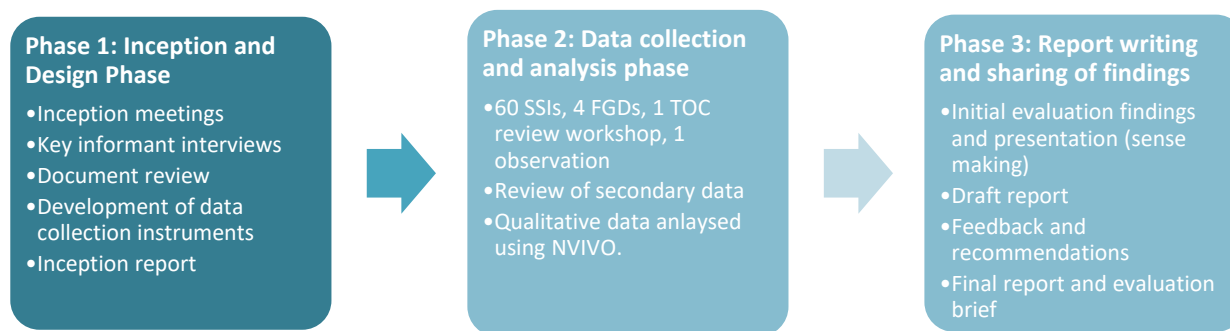 Phase 1: Inception and
Design Phase
•Inception meetings
•Key informant interviews
•Document review
•Development of data
collection instruments
•Inception report
Phase 2: Data collection
and analysis phase
•60 SSIs, 4 FGDs, 1 TOC
review workshop, 1
observation
•Review of secondary data
•Qualitative data anlaysed
using NVIVO.
Phase 3: Report writing
and sharing of findings
•Initial evaluation findings
and presentation (sense
making)
•Draft report
•Feedback and
recommendations
•Final report and evaluation
brief